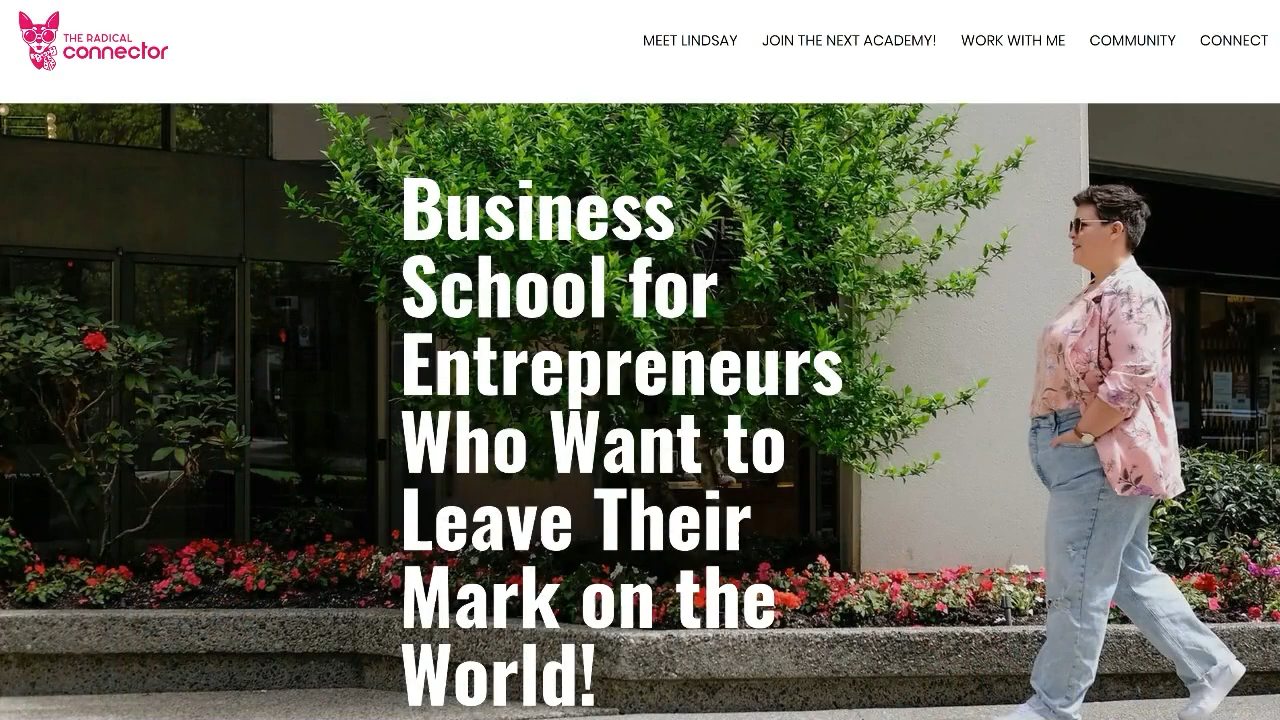 THE RADICAL
connector
MEET LINDSAY
JOIN THE NEXT ACADEMY!
WORK WITH ME
COMMUNITY
CONNECT
Business
School for
Entrepreneurs
Who Want to
Leave Their
Mark on the
World!